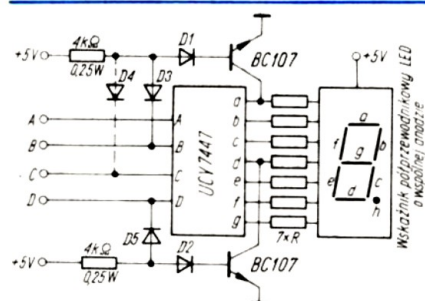 +5V 4kΩ D1
0,25W D4 D3 BC107
+5V
A A a
B B b
C C c
D D d
e
f
g
UCY7447
a
f b
g
e c
d
h
D5 D2 7×R
+5V 4kΩ BC107
0,25W
Wskaźnik półprzewodnikowy LED
o wspólnej anodzie